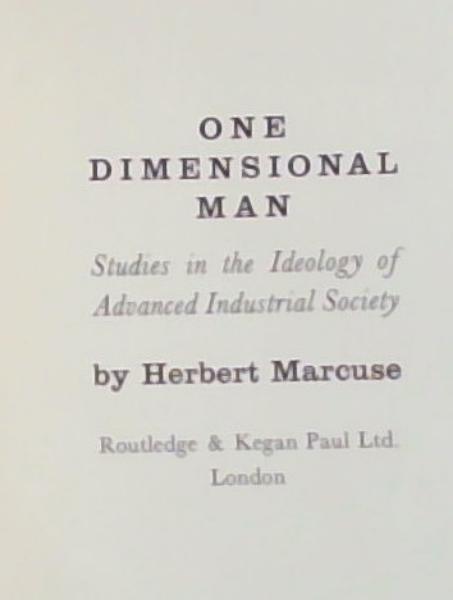 ONE
DIMENSIONAL
MAN
Studies in the Ideology of
Advanced Industrial Society
by Herbert Marcuse
Routledge & Kegan Paul Ltd.
London